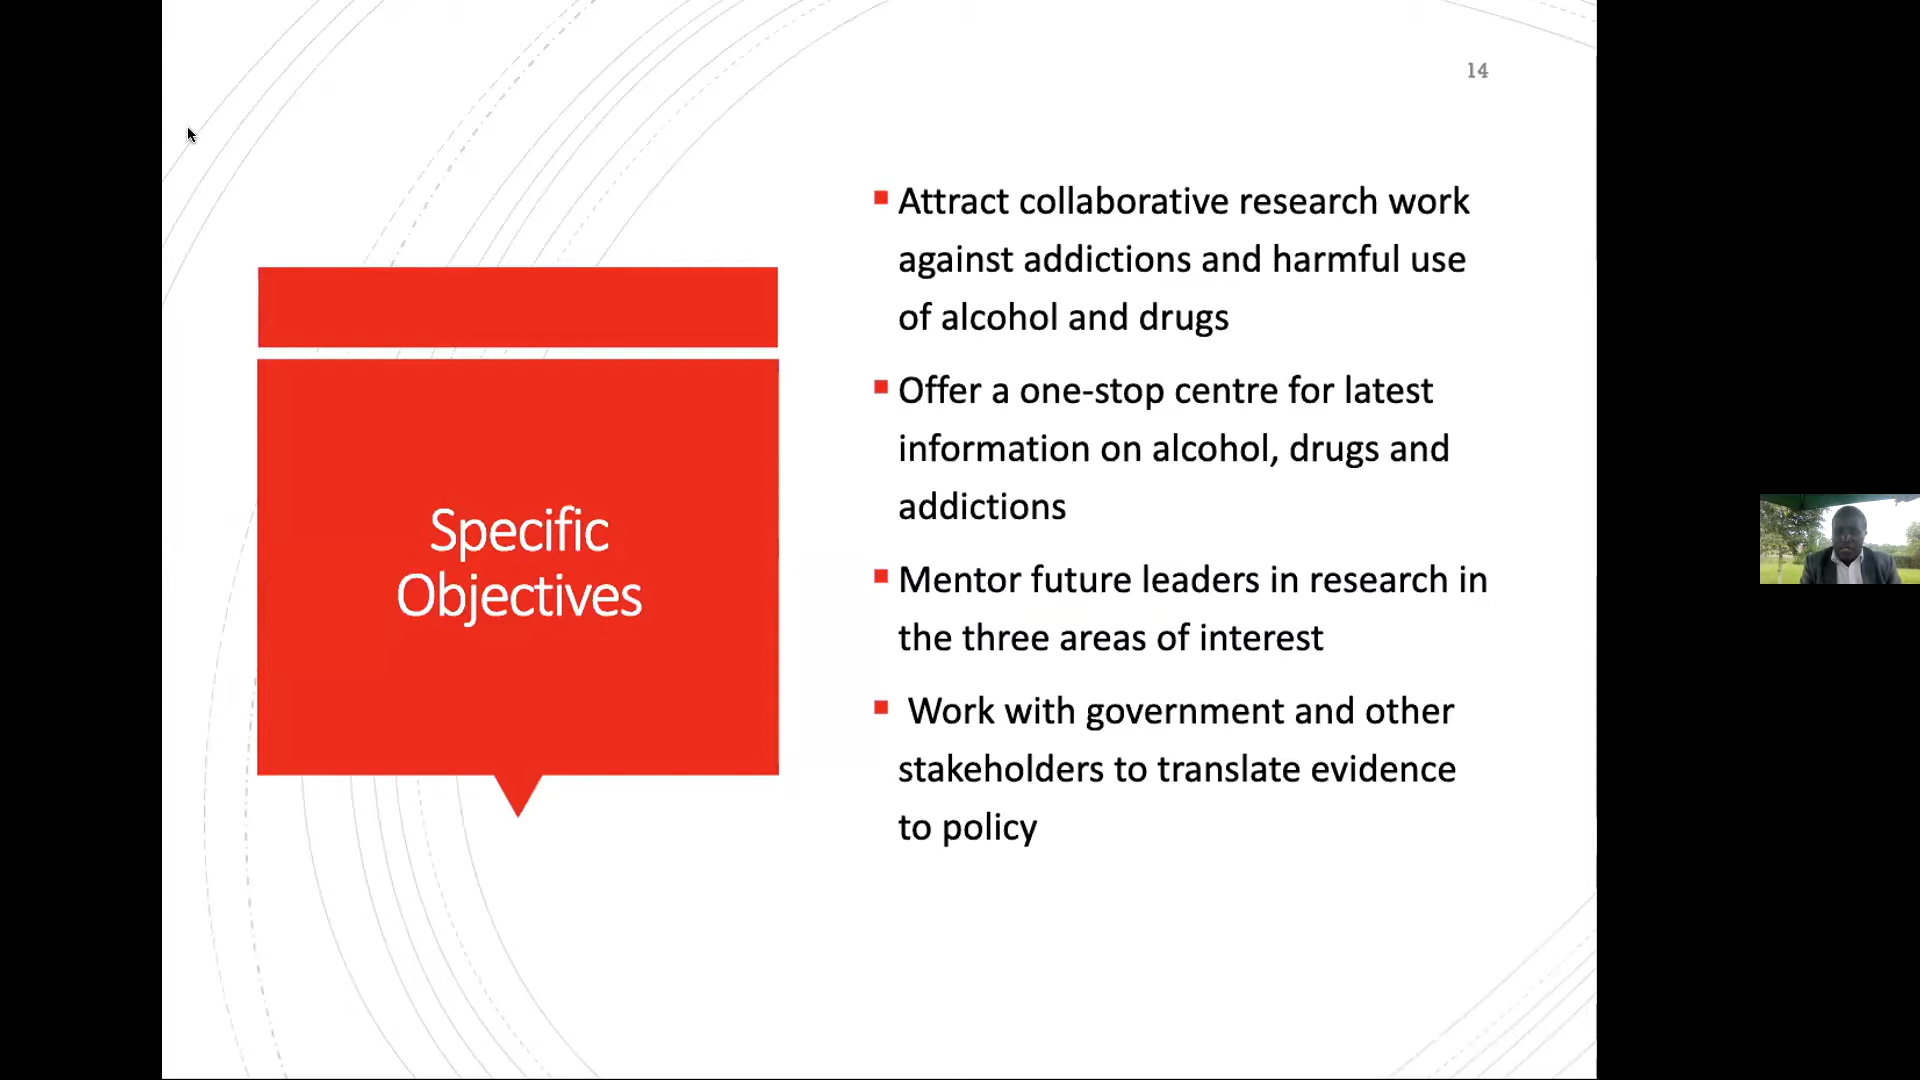 14
Specific
Objectives
Attract collaborative research work
against addictions and harmful use
of alcohol and drugs
Offer a one-stop centre for latest
information on alcohol, drugs and
addictions
Mentor future leaders in research in
the three areas of interest
Work with government and other
stakeholders to translate evidence
to policy